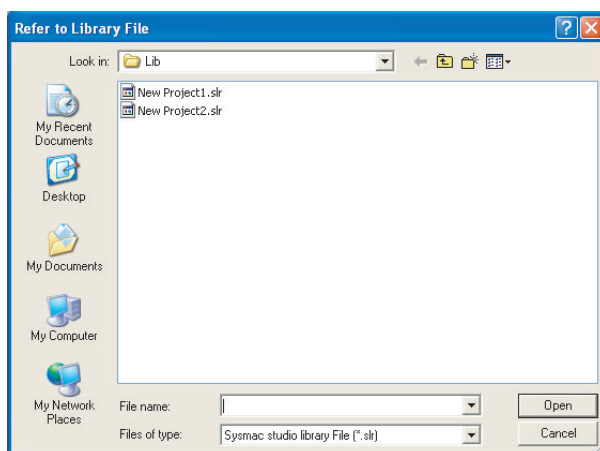 Refer to Library File
Look in:
Lib
New Project1.slr
New Project2.slr
My Recent
Documents
Desktop
My Documents
My Computer
My Network
Places
File name:
Open
Files of type:
Sysmac studio library File (*.slr)
Cancel